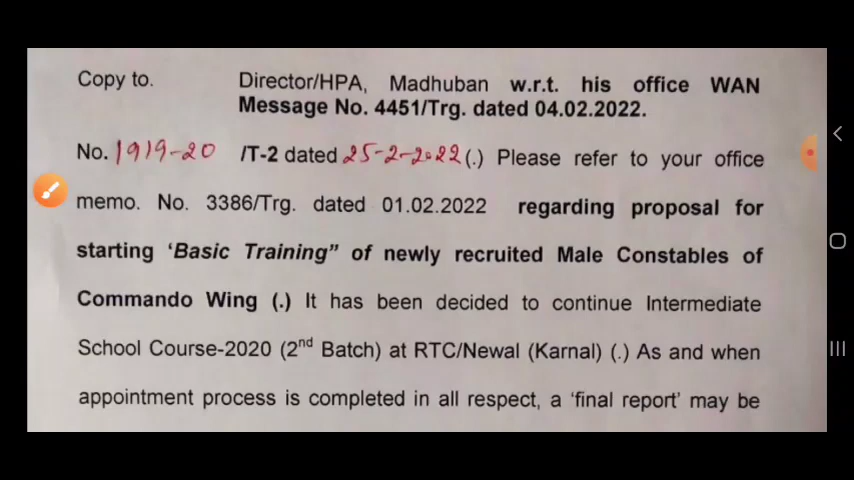 Copy to. Director/HPA, Madhuban w.r.t. his office WAN
Message No. 4451/Trg. dated 04.02.2022.
No. 1919-20 /T-2 dated 25-2-2022 (.) Please refer to your office
memo. No. 3386/Trg. dated 01.02.2022 regarding proposal for
starting ‘Basic Training” of newly recruited Male Constables of
Commando Wing (.) It has been decided to continue Intermediate
School Course-2020 (2nd Batch) at RTC/Newal (Karnal) (.) As and when
appointment process is completed in all respect, a ‘final report’ may be